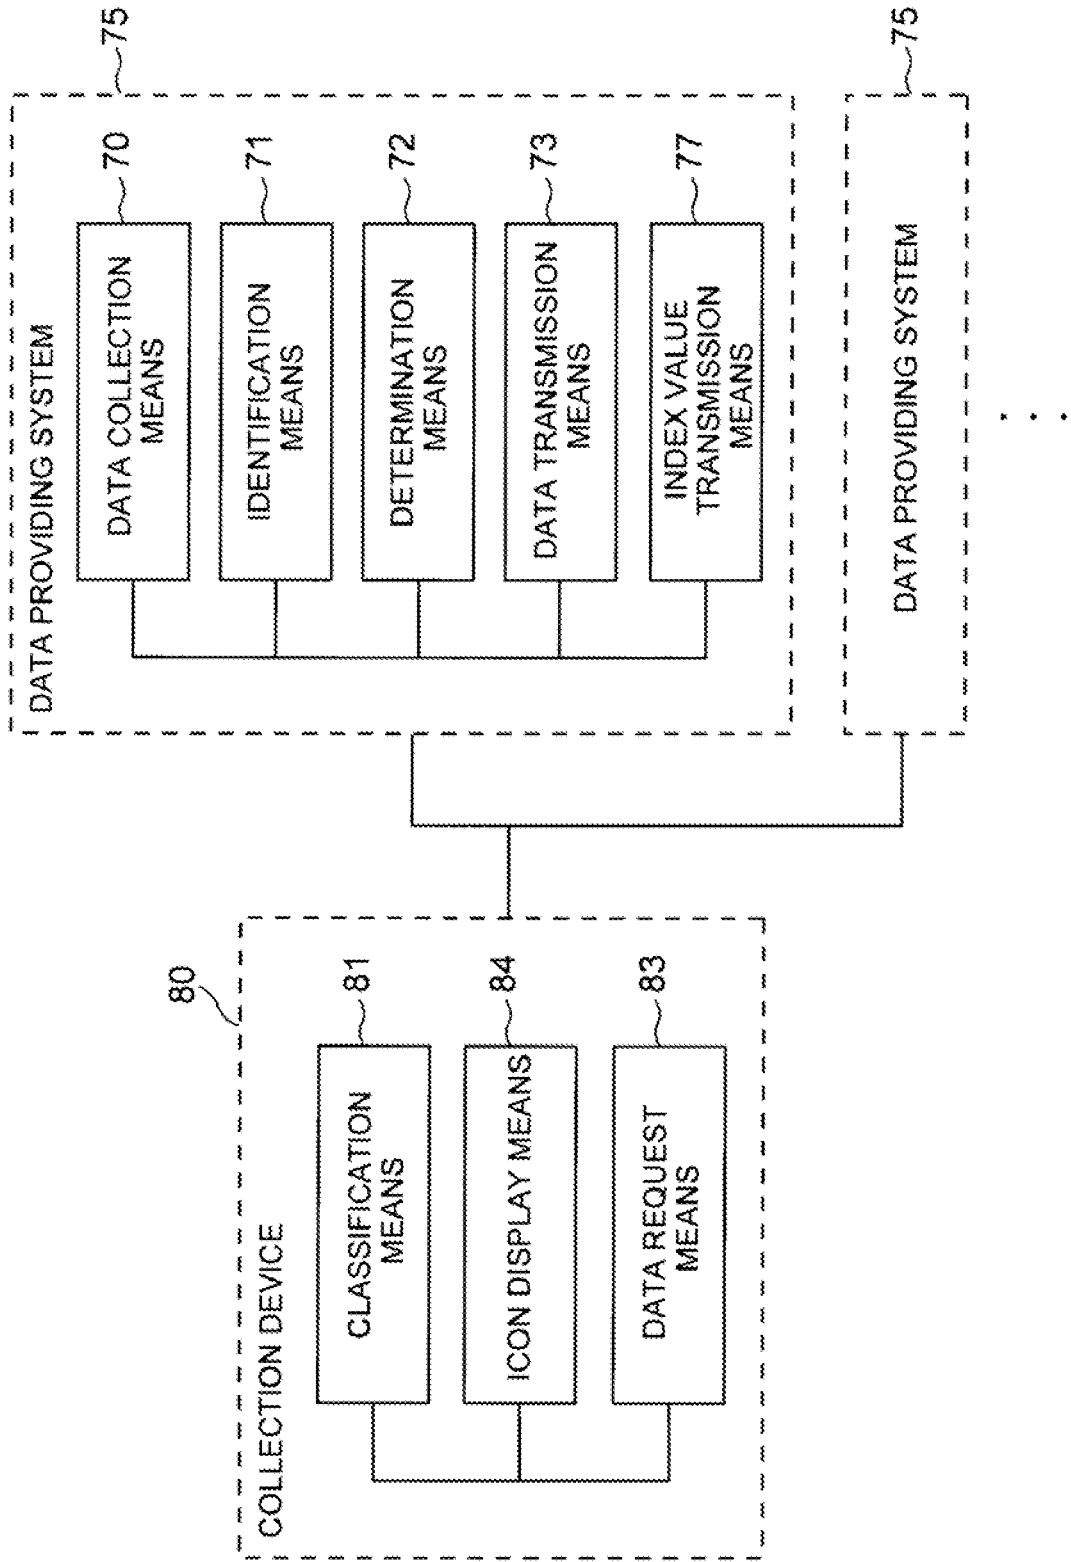 80
COLLECTION DEVICE
CLASSIFICATION
MEANS
81
ICON DISPLAY MEANS
84
DATA REQUEST
MEANS
83
75
DATA PROVIDING SYSTEM
DATA COLLECTION
MEANS
70
IDENTIFICATION
MEANS
71
DETERMINATION
MEANS
72
DATA TRANSMISSION
MEANS
73
INDEX VALUE
TRANSMISSION
MEANS
77
75
DATA PROVIDING SYSTEM
. . .